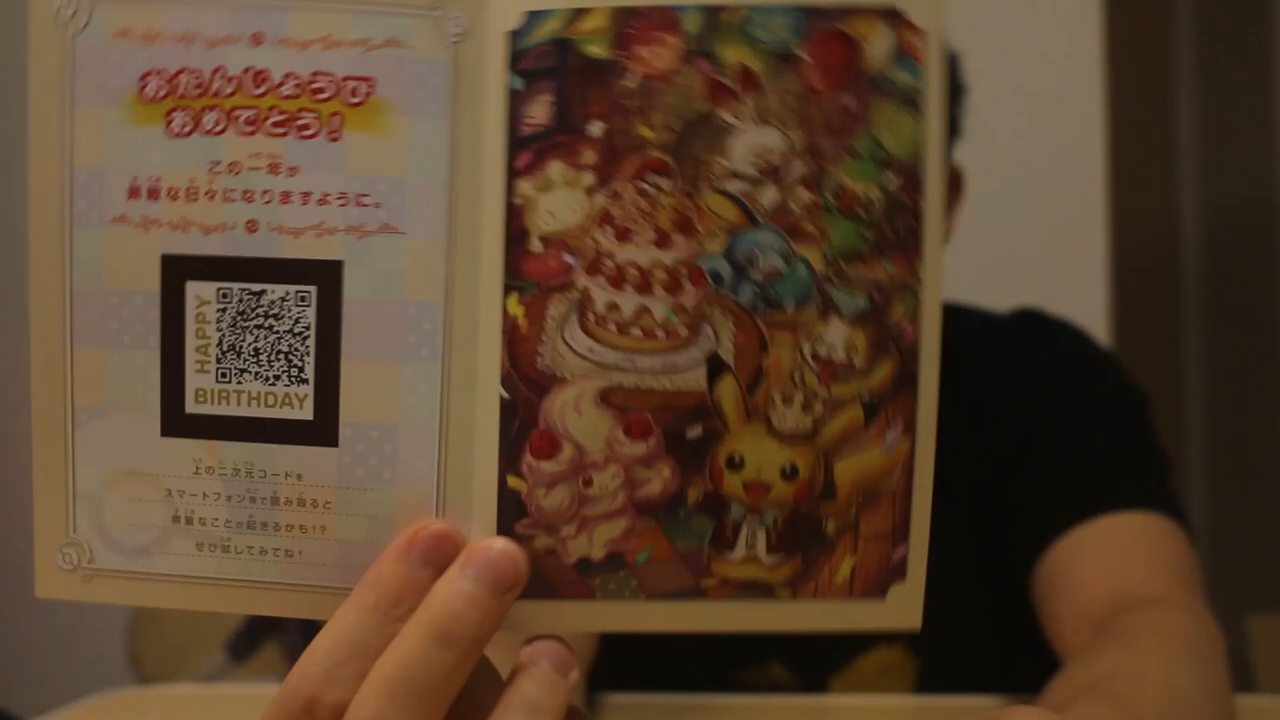 おたんじょうび
おめでとう!
この一年が
素敵な日々になりますように。
HAPPY
BIRTHDAY
上の二次元コードを
スマートフォン等で読み取ると
素敵なことが起きるかも!?
ぜひ試してみてね!